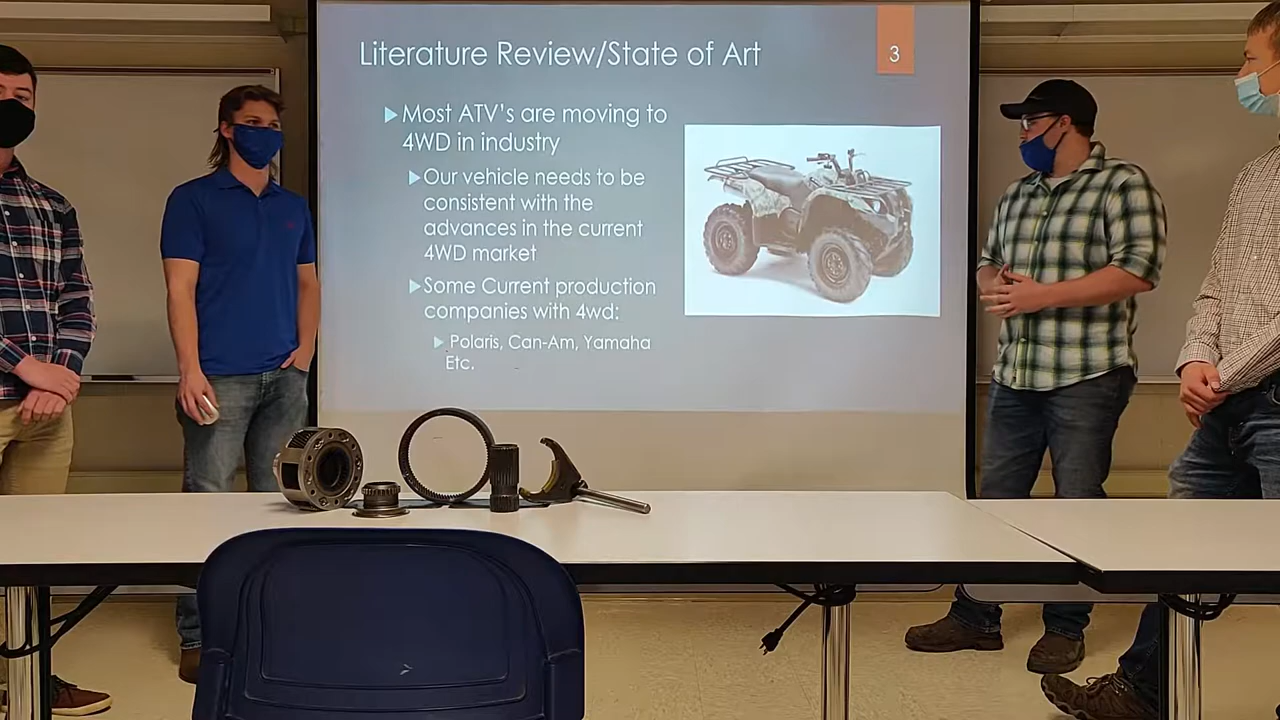 Literature Review/State of Art
3
Most ATV's are moving to
4WD in industry
Our vehicle needs to be
consistent with the
advances in the current
4WD market
Some Current production
companies with 4wd:
Polaris, Can-Am, Yamaha
Etc.